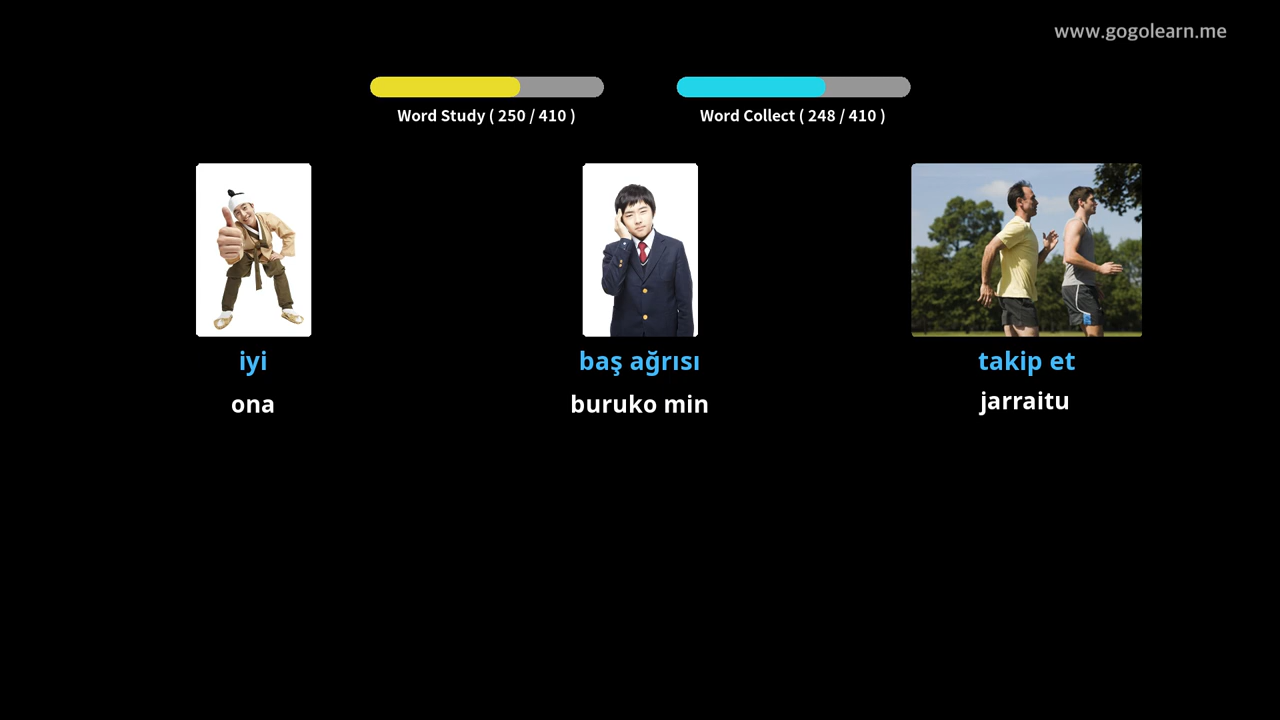 www.gogolearn.me
Word Study ( 250 / 410 )
Word Collect ( 248 / 410 )
iyi
baş ağrısı
takip et
ona
buruko min
jarraitu